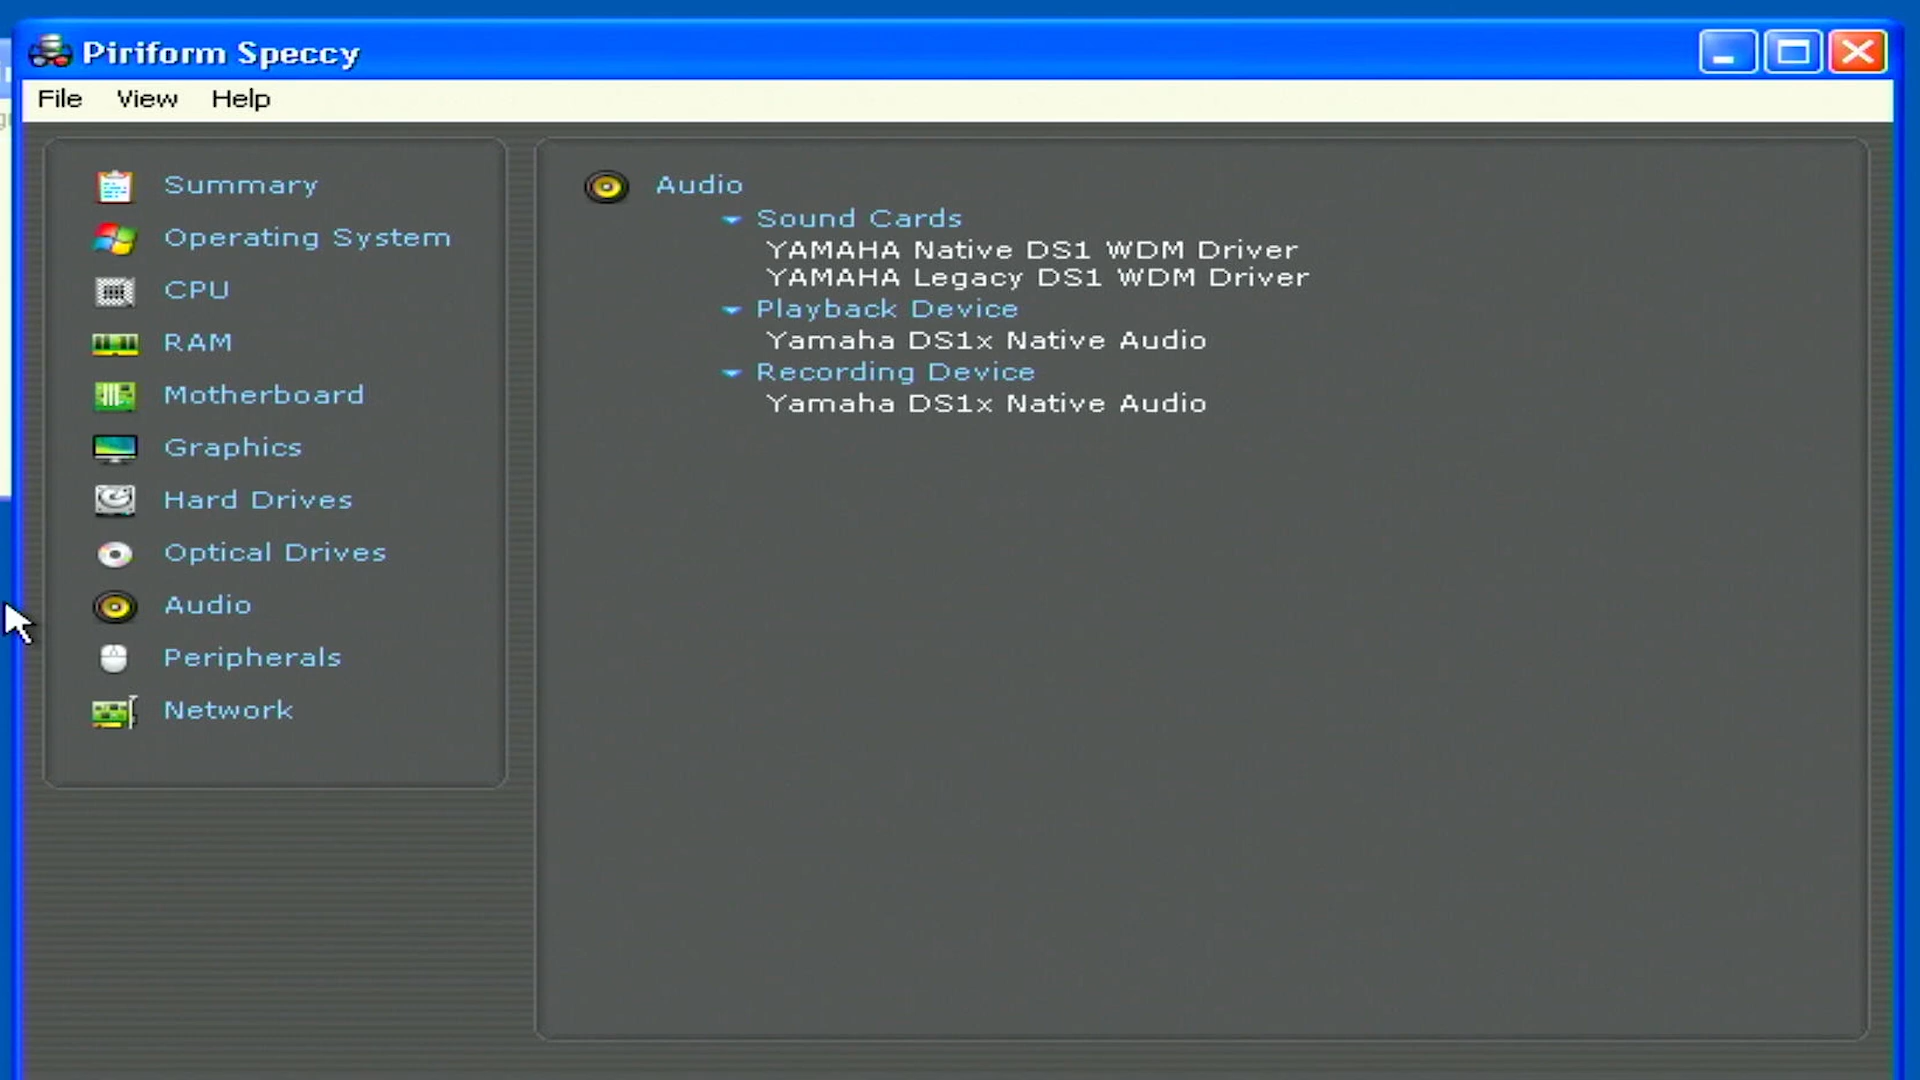 Piriform Speccy
File View Help
Summary
Operating System
CPU
RAM
Motherboard
Graphics
Hard Drives
Optical Drives
Audio
Peripherals
Network
Audio
Sound Cards
YAMAHA Native DS1 WDM Driver
YAMAHA Legacy DS1 WDM Driver
Playback Device
Yamaha DS1x Native Audio
Recording Device
Yamaha DS1x Native Audio